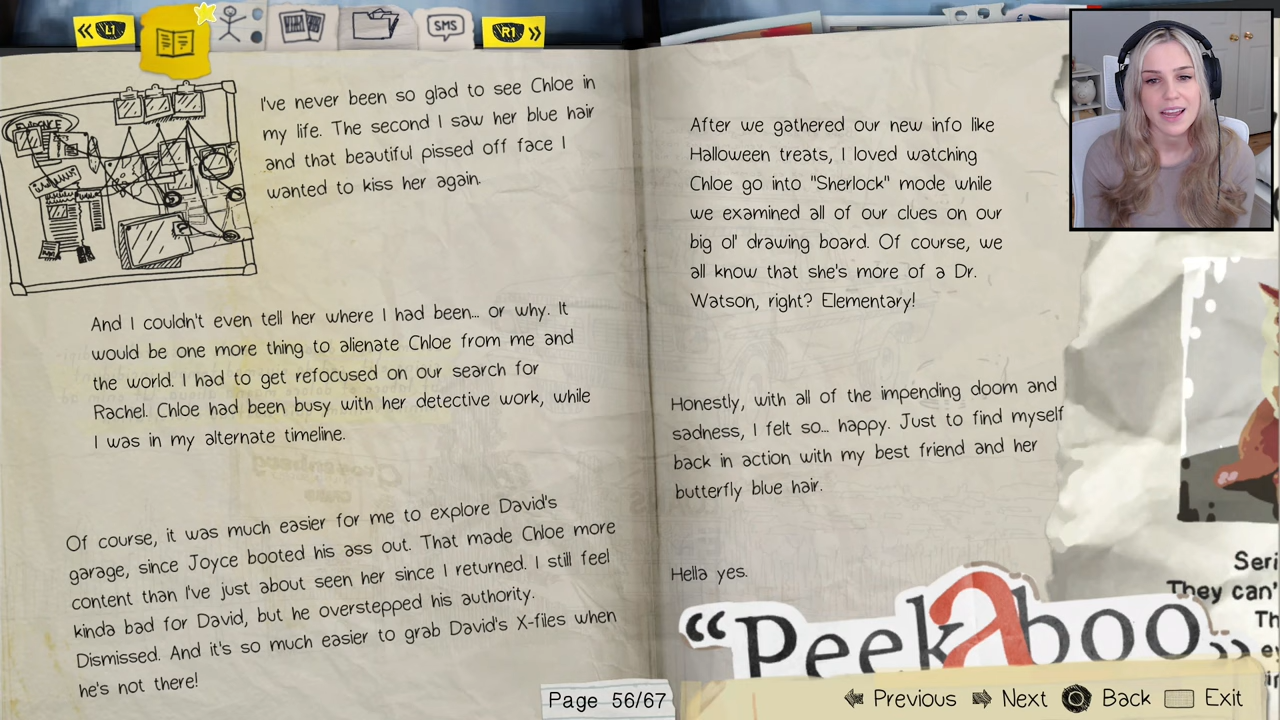 L1
SMS
R1
EVIDENCE
I've never been so glad to see Chloe in
my life. The second I saw her blue hair
and that beautiful pissed off face I
wanted to kiss her again.
And I couldn't even tell her where I had been... or why. It
would be one more thing to alienate Chloe from me and
the world. I had to get refocused on our search for
Rachel. Chloe had been busy with her detective work, while
I was in my alternate timeline.
Of course, it was much easier for me to explore David's
garage, since Joyce booted his ass out. That made Chloe more
content than I've just about seen her since I returned. I still feel
kinda bad for David, but he overstepped his authority.
Dismissed. And it's so much easier to grab David's X-files when
he's not there!
After we gathered our new info like
Halloween treats, I loved watching
Chloe go into "Sherlock" mode while
we examined all of our clues on our
big ol' drawing board. Of course, we
all know that she's more of a Dr.
Watson, right? Elementary!
Honestly, with all of the impending doom and
sadness, I felt so... happy. Just to find myself
back in action with my best friend and her
butterfly blue hair.
Hella yes.
"Peekaboo"
Seri
They can'
Th
Page 56/67
Previous
Next
Back
Exit